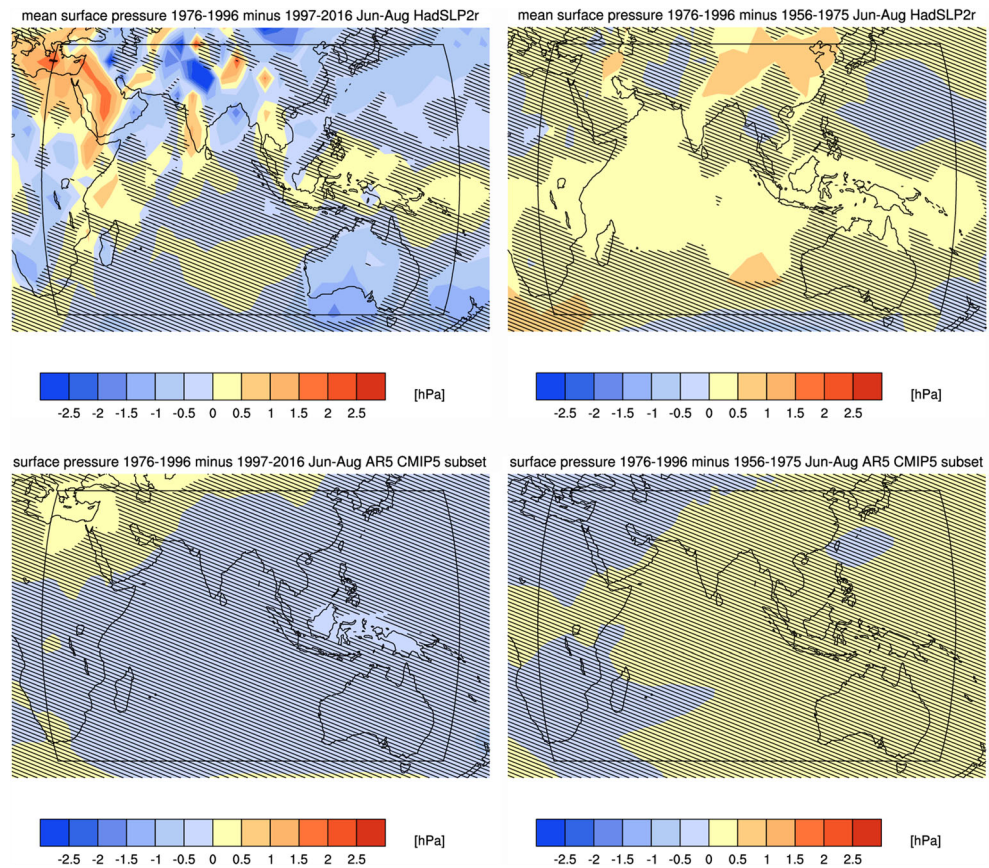 mean surface pressure 1976-1996 minus 1997-2016 Jun-Aug HadSLP2r
mean surface pressure 1976-1996 minus 1956-1975 Jun-Aug HadSLP2r
-2.5 -2 -1.5 -1 -0.5 0 0.5 1 1.5 2 2.5 [hPa]
-2.5 -2 -1.5 -1 -0.5 0 0.5 1 1.5 2 2.5 [hPa]
surface pressure 1976-1996 minus 1997-2016 Jun-Aug AR5 CMIP5 subset
surface pressure 1976-1996 minus 1956-1975 Jun-Aug AR5 CMIP5 subset
-2.5 -2 -1.5 -1 -0.5 0 0.5 1 1.5 2 2.5 [hPa]
-2.5 -2 -1.5 -1 -0.5 0 0.5 1 1.5 2 2.5 [hPa]